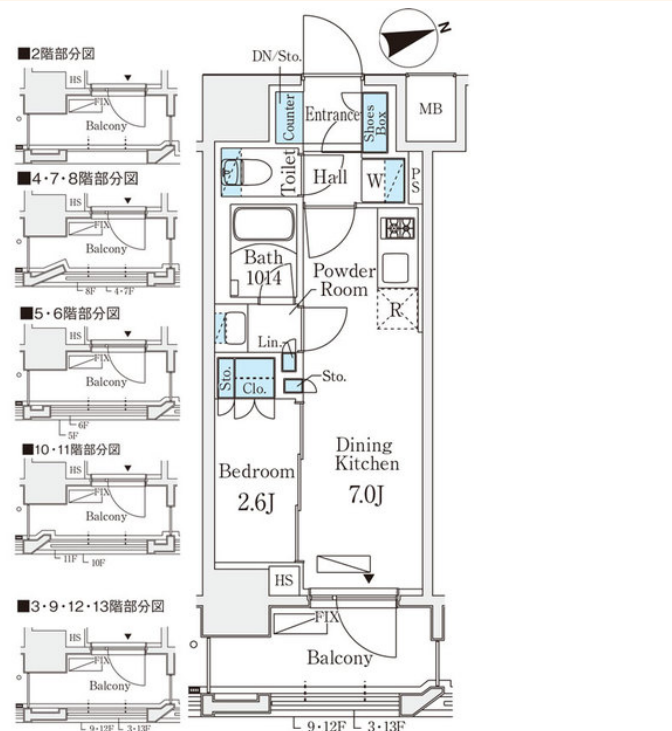 ■2階部分図
HS
FIX
Balcony
■4・7・8階部分図
HS
FIX
Balcony
8F
4・7F
■5・6階部分図
HS
FIX
Balcony
6F
5F
■10・11階部分図
HS
FIX
Balcony
11F
10F
■3・9・12・13階部分図
HS
FIX
Balcony
9・12F
3・13F
N
DN/Sto.
Counter
Entrance
Shoes
Box
MB
Toilet
Hall
W
PS
Bath
1014
Powder
Room
R
Lin.
Sto.
Clo.
Sto.
Dining
Kitchen
7.0J
Bedroom
2.6J
HS
FIX
Balcony
9・12F
3・13F